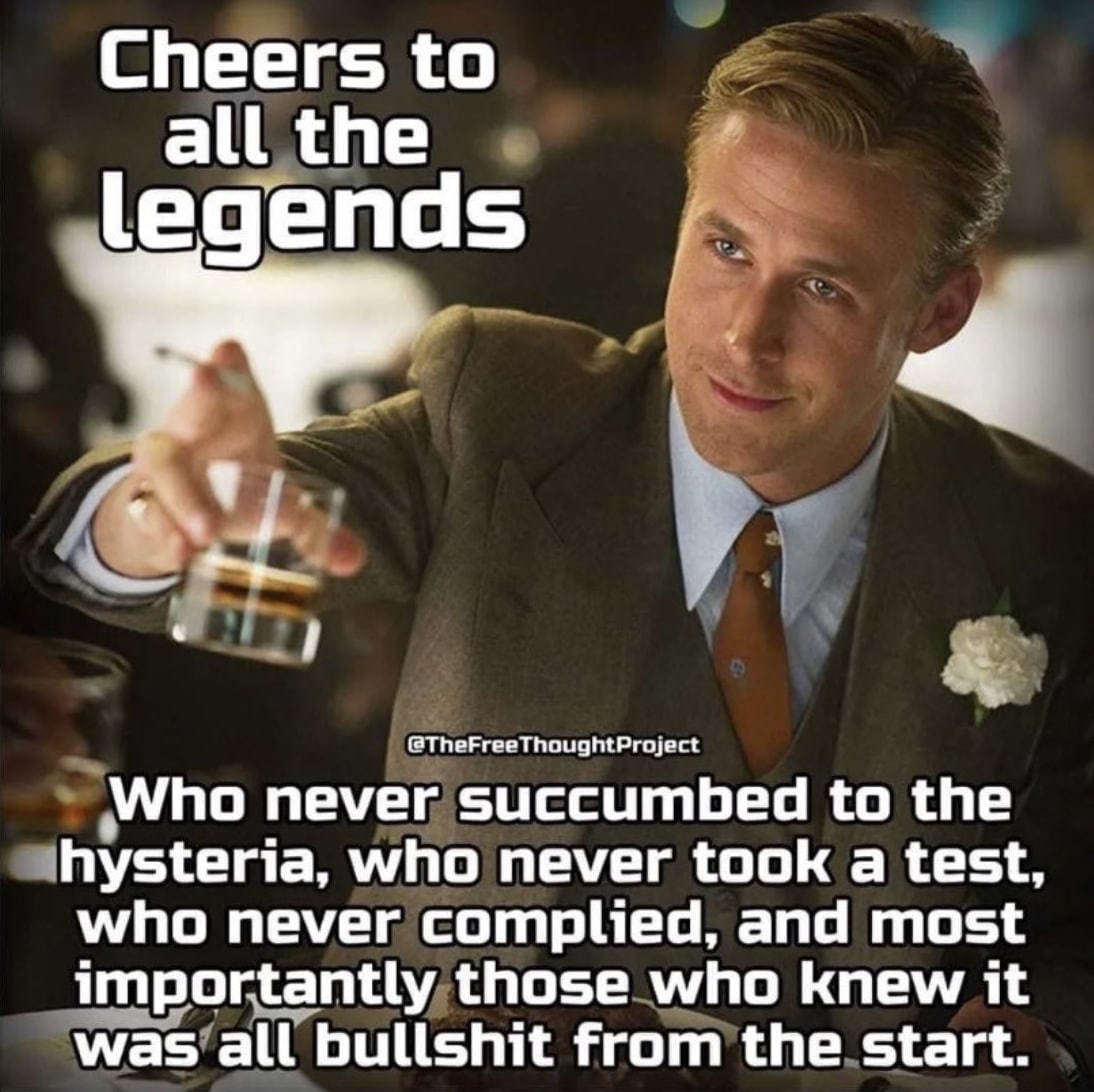 Cheers to
all the
legends
@TheFreeThoughtProject
Who never succumbed to the
hysteria, who never took a test,
who never complied, and most
importantly those who knew it
was all bullshit from the start.